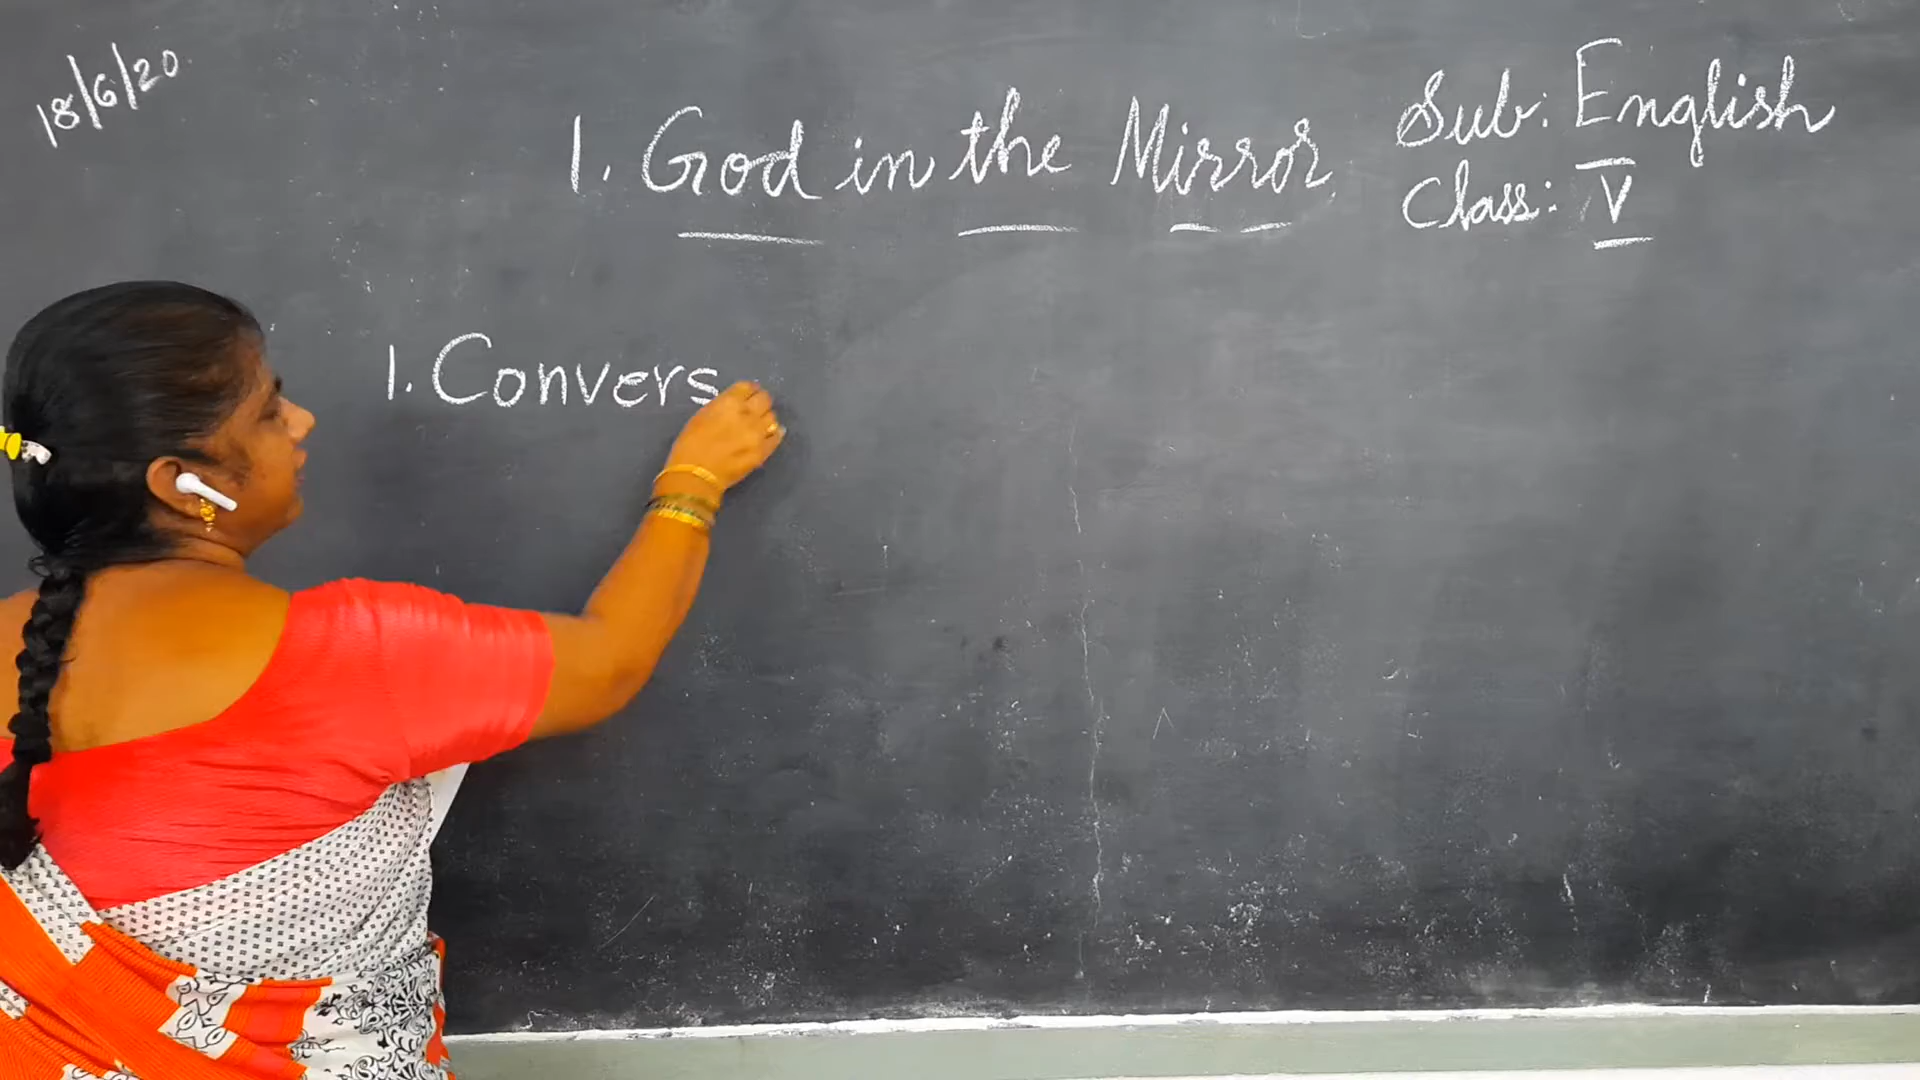 18/6/20
1. God in the Mirror
Sub: English
Class: V
1. Convers